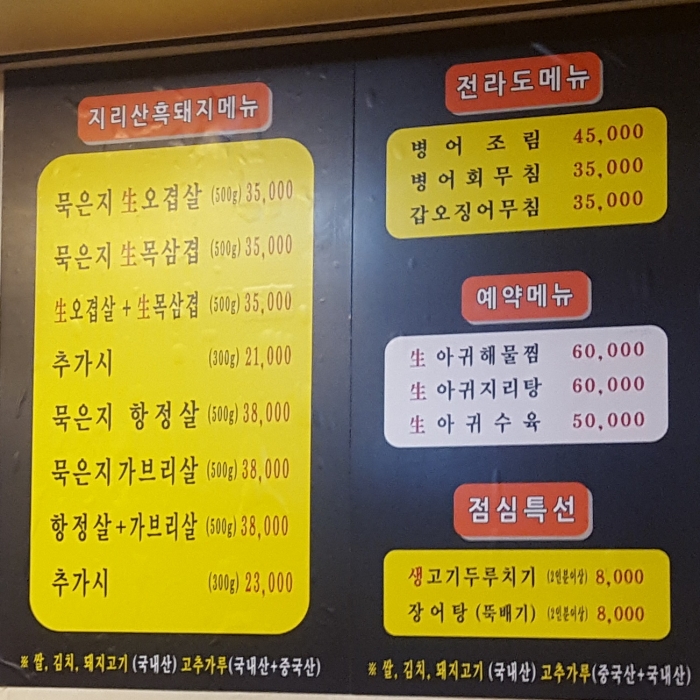 지리산흑돼지메뉴
묵은지 生오겹살 (500g) 35,000
묵은지 生목삼겹 (500g) 35,000
生오겹살 + 生목삼겹 (500g) 35,000
추가시 (300g) 21,000
묵은지 항정살 (500g) 38,000
묵은지가브리살 (500g) 38,000
항정살+가브리살 (500g) 38,000
추가시 (300g) 23,000
※ 쌀, 김치, 돼지고기 (국내산) 고추가루(국내산+중국산)
전라도메뉴
병어 조림 45,000
병어회무침 35,000
갑오징어무침 35,000
예약메뉴
生 아귀해물찜 60,000
生 아귀지리탕 60,000
生 아귀수육 50,000
점심특선
생고기두루치기 (2인분이상) 8,000
장어탕 (뚝배기) (2인분이상) 8,000
※ 쌀, 김치, 돼지고기 (국내산) 고추가루(중국산+국내산)